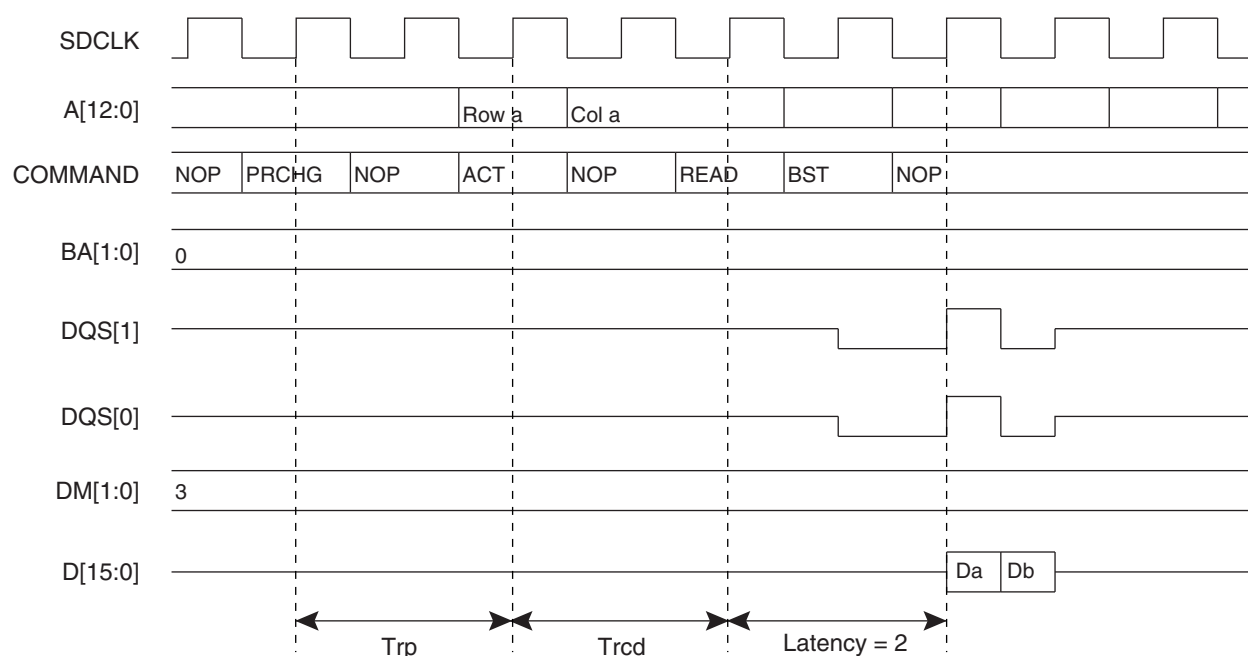 SDCLK
A[12:0]
Row a
Col a
COMMAND
NOP
PRCHG
NOP
ACT
NOP
READ
BST
NOP
BA[1:0]
0
DQS[1]
DQS[0]
DM[1:0]
3
D[15:0]
Da
Db
Trp
Trcd
Latency = 2